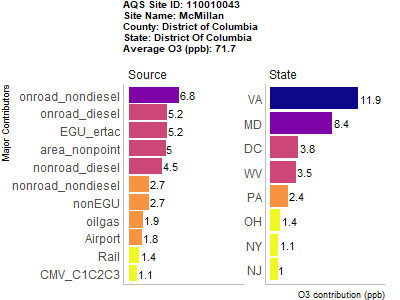 AQS Site ID: 110010043
Site Name: McMillan
County: District of Columbia
State: District Of Columbia
Average O3 (ppb): 71.7
Major Contributors
Source
onroad_nondiesel 6.8
onroad_diesel 5.2
EGU_ertac 5.2
area_nonpoint 5
nonroad_diesel 4.5
nonroad_nondiesel 2.7
nonEGU 2.7
oilgas 1.9
Airport 1.8
Rail 1.4
CMV_C1C2C3 1.1
State
VA 11.9
MD 8.4
DC 3.8
WV 3.5
PA 2.4
OH 1.4
NY 1.1
NJ 1
O3 contribution (ppb)